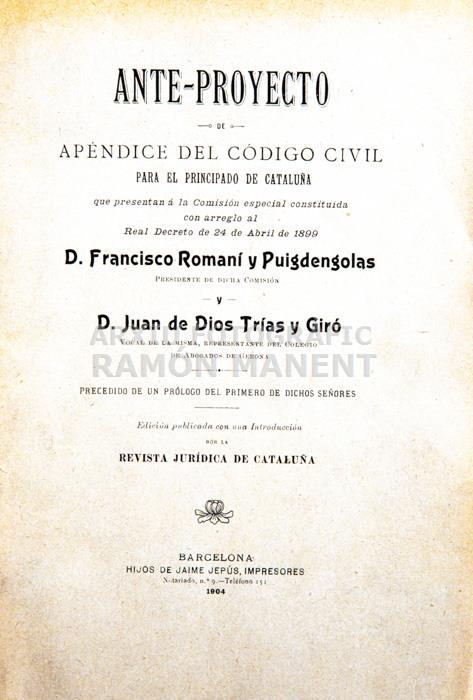 ANTE-PROYECTO
DE
APÉNDICE DEL CÓDIGO CIVIL
PARA EL PRINCIPADO DE CATALUÑA
que presentan á la Comisión especial constituida
con arreglo al
Real Decreto de 24 de Abril de 1899
D. Francisco Romaní y Puigdengolas
PRESIDENTE DE DICHA COMISIÓN
— y —
D. Juan de Dios Trías y Giró
VOCAL DE LA MISMA, REPRESENTANTE DEL COLEGIO
DE ABOGADOS DE GERONA
ARXIU FOTOGRÀFIC
RAMÓN MANENT
PRECEDIDO DE UN PRÓLOGO DEL PRIMERO DE DICHOS SEÑORES
Edición publicada con una Introducción
POR LA
REVISTA JURÍDICA DE CATALUÑA
BARCELONA
HIJOS DE JAIME JEPÚS, IMPRESORES
Notariado, n.º 9.—Teléfono 151
1904